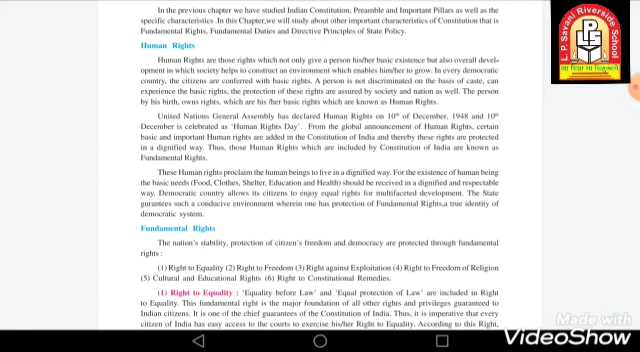 In the previous chapter we have studied Indian Constitution, Preamble and Important Pillars as well as the
specific characteristics .In this Chapter,we will study about other important characteristics of Constitution that is
Fundamental Rights, Fundamental Duties and Directive Principles of State Policy.
Human Rights
Human Rights are those rights which not only give a person his/her basic existence but also overall devel-
opment in which society helps to construct an environment which enables him/her to grow. In every democratic
country, the citizens are conferred with basic rights. A person is not discriminated on the basis of caste, can
experience the basic rights, the protection of these rights are assured by society and nation as well. The person
by his birth, owns rights, which are his /her basic rights which are known as Human Rights.
United Nations General Assembly has declared Human Rights on 10th of December, 1948 and 10th
December is celebrated as 'Human Rights Day'. From the global announcement of Human Rights, certain
basic and important Human rights are added in the Constitution of India and thereby these rights are protected
in a dignified way. Thus, those Human Rights which are included by Constitution of India are known as
Fundamental Rights.
These Human rights proclaim the human beings to live in a dignified way. For the existence of human being
the basic needs (Food, Clothes, Shelter, Education and Health) should be received in a dignified and respectable
way. Democratic country allows its citizens to enjoy equal rights for multifaceted development. The State
gurantees such a conducive environment wherein one has protection of Fundamental Rights,a true identity of
democratic system.
Fundamental Rights
The nation's stability, protection of citizen's freedom and democracy are protected through fundamental
rights :
(1) Right to Equality (2) Right to Freedom (3) Right against Exploitation (4) Right to Freedom of Religion
(5) Cultural and Educational Rights (6) Right to Constitutional Remedies.
(1) Right to Equality : 'Equality before Law' and 'Equal protection of Law' are included in Right
to Equality. This fundamental right is the major foundation of all other rights and privileges guaranteed to
Indian citizens. It is one of the chief guarantees of the Constitution of India. Thus, it is imperative that every
citizen of India has easy access to the courts to exercise his/her Right to Equality. According to this Right,
L. P. Savani Riverside School
Made with
VideoShow